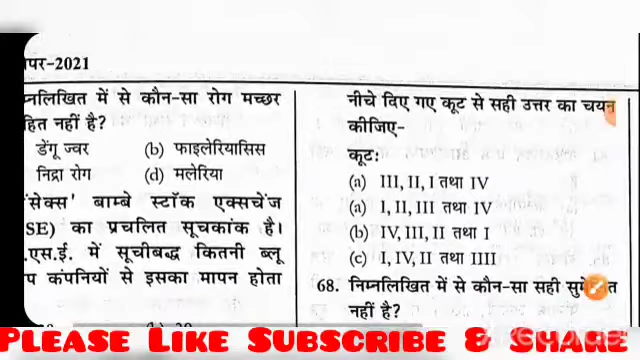 पर-2021
म्नलिखित में से कौन-सा रोग मच्छर
हित नहीं है?
डेंगू ज्वर (b) फाइलेरियासिस
निद्रा रोग (d) मलेरिया
ंसेक्स' बाम्बे स्टॉक एक्सचेंज
SE) का प्रचलित सूचकांक है।
.एस.ई. में सूचीबद्ध कितनी ब्लू
प कंपनियों से इसका मापन होता
नीचे दिए गए कूट से सही उत्तर का चयन
कीजिए-
कूट:
(a) III, II, I तथा IV
(a) I, II, III तथा IV
(b) IV, III, II तथा I
(c) I, IV, II तथा IIII
68. निम्नलिखित में से कौन-सा सही
नहीं है?
PLEASE LIKE SUBSCRIBE & SHARE